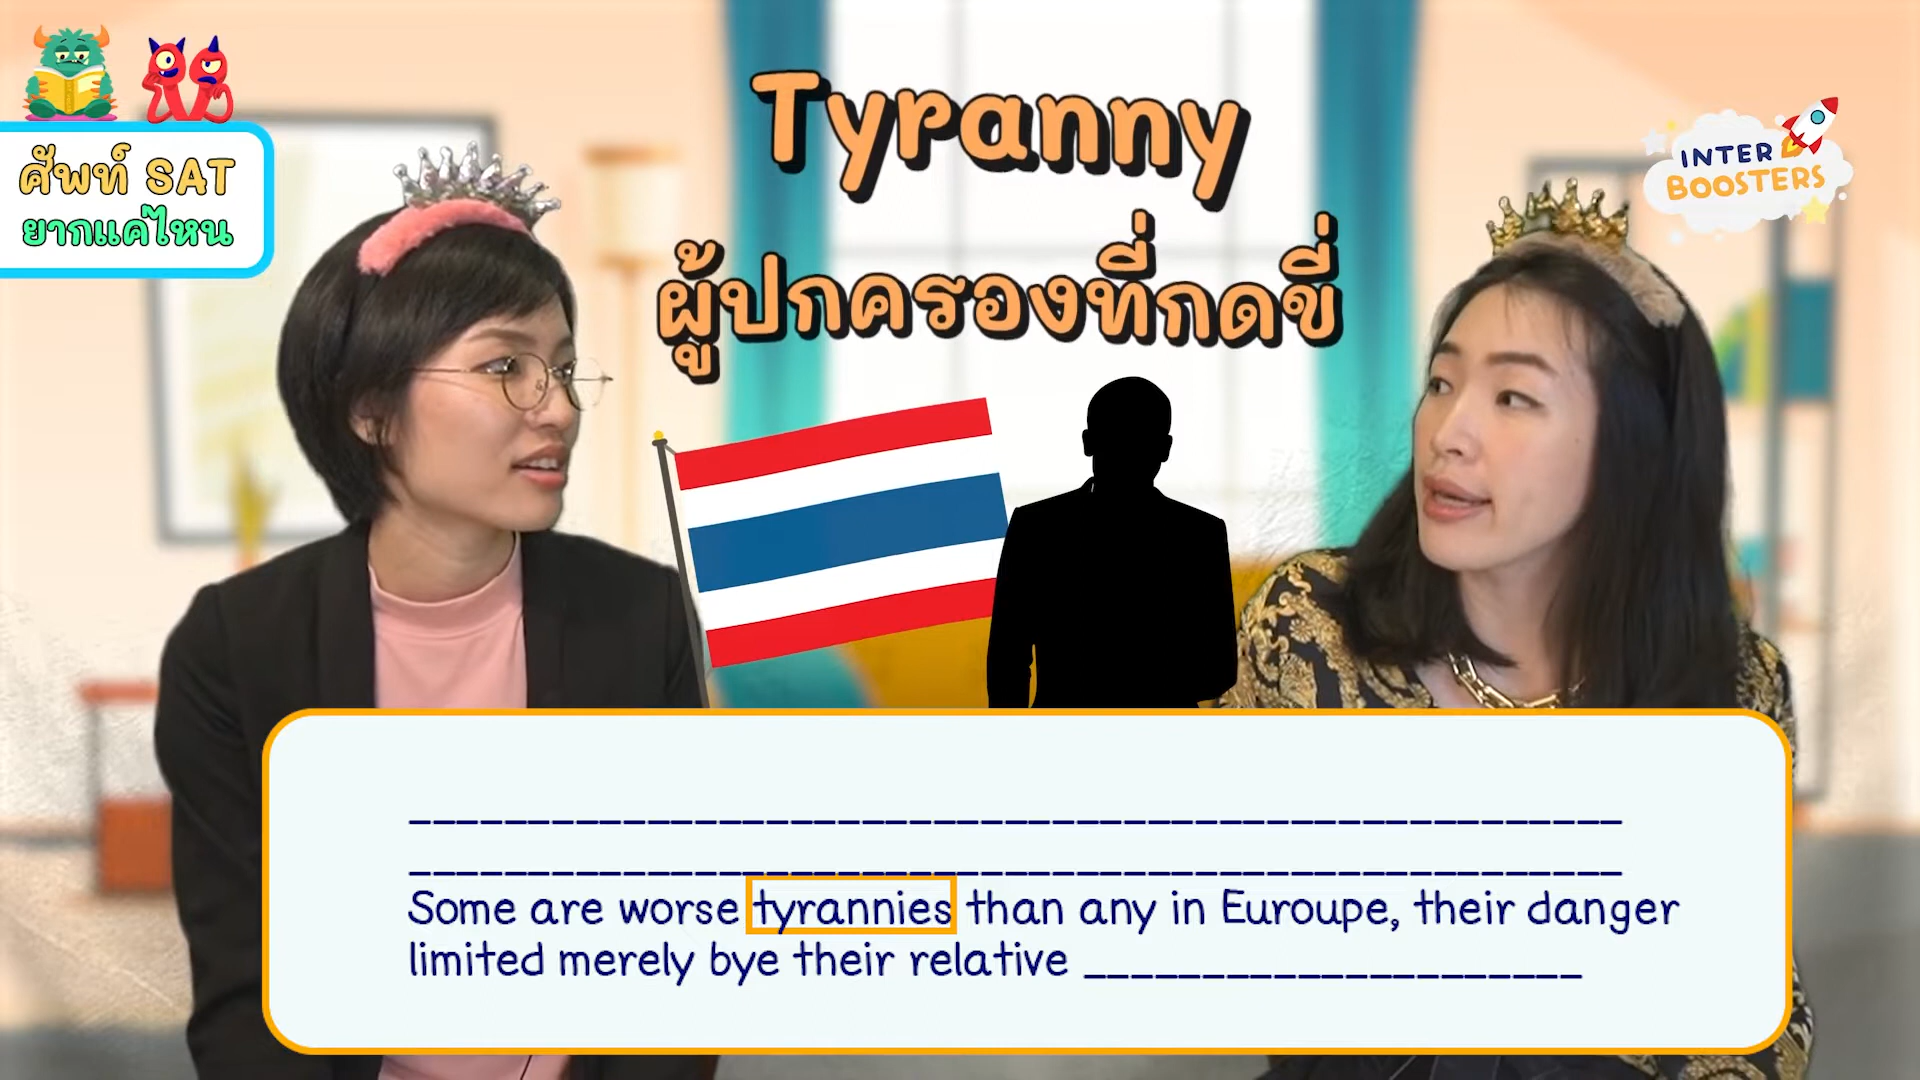 ศัพท์ SAT
ยากแค่ไหน
Tyranny
ผู้ปกครองที่กดขี่
INTER
BOOSTERS
Some are worse tyrannies than any in Euroupe, their danger
limited merely bye their relative ____________________